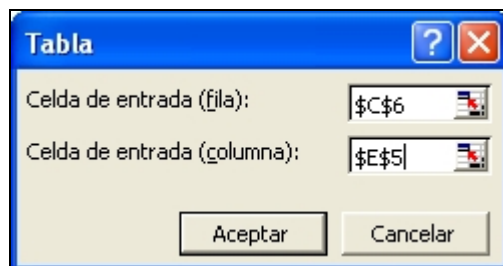 Tabla
Celda de entrada (fila): $C$6
Celda de entrada (columna): $E$5
Aceptar Cancelar